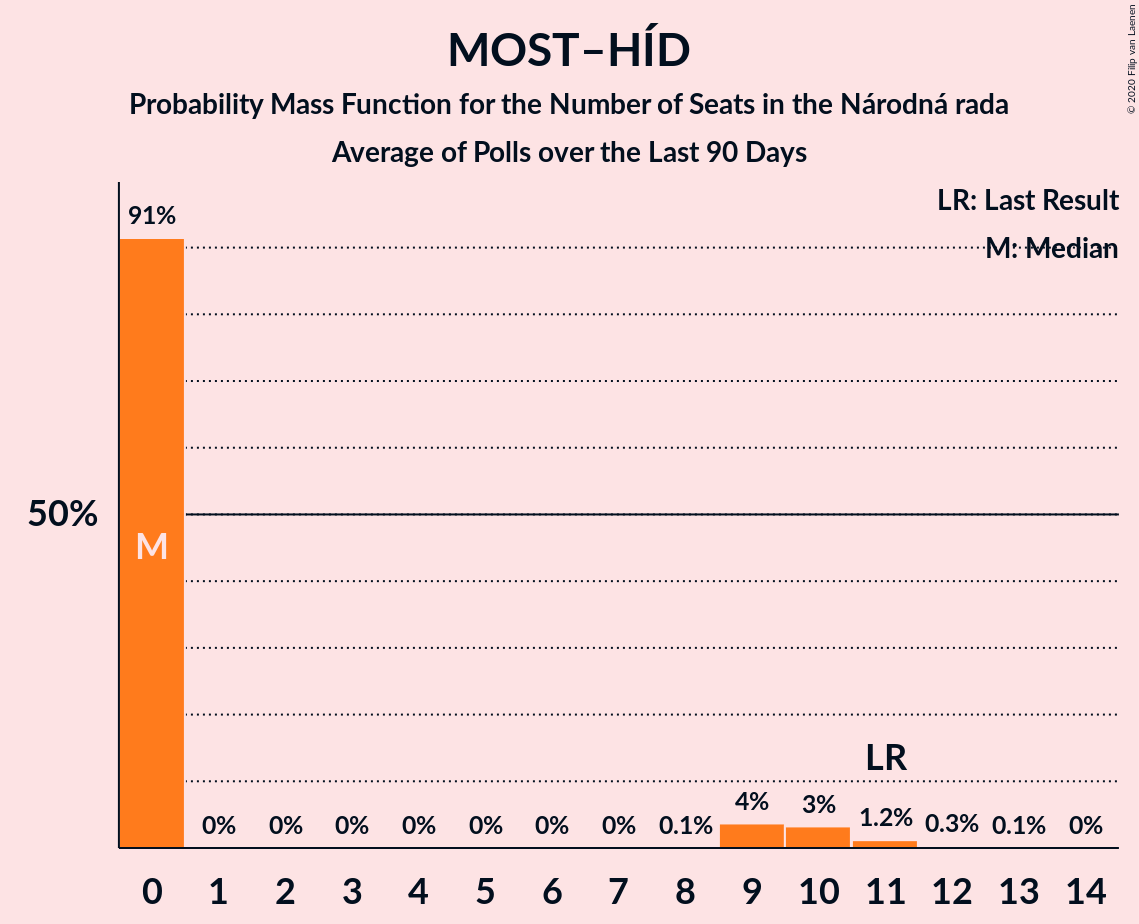 MOST–HÍD
Probability Mass Function for the Number of Seats in the Národná rada
Average of Polls over the Last 90 Days
© 2020 Filip van Laenen
LR: Last Result
M: Median
91%
50%
M
LR
0% 0% 0% 0% 0% 0% 0% 0.1% 4% 3% 1.2% 0.3% 0.1% 0%
0 1 2 3 4 5 6 7 8 9 10 11 12 13 14